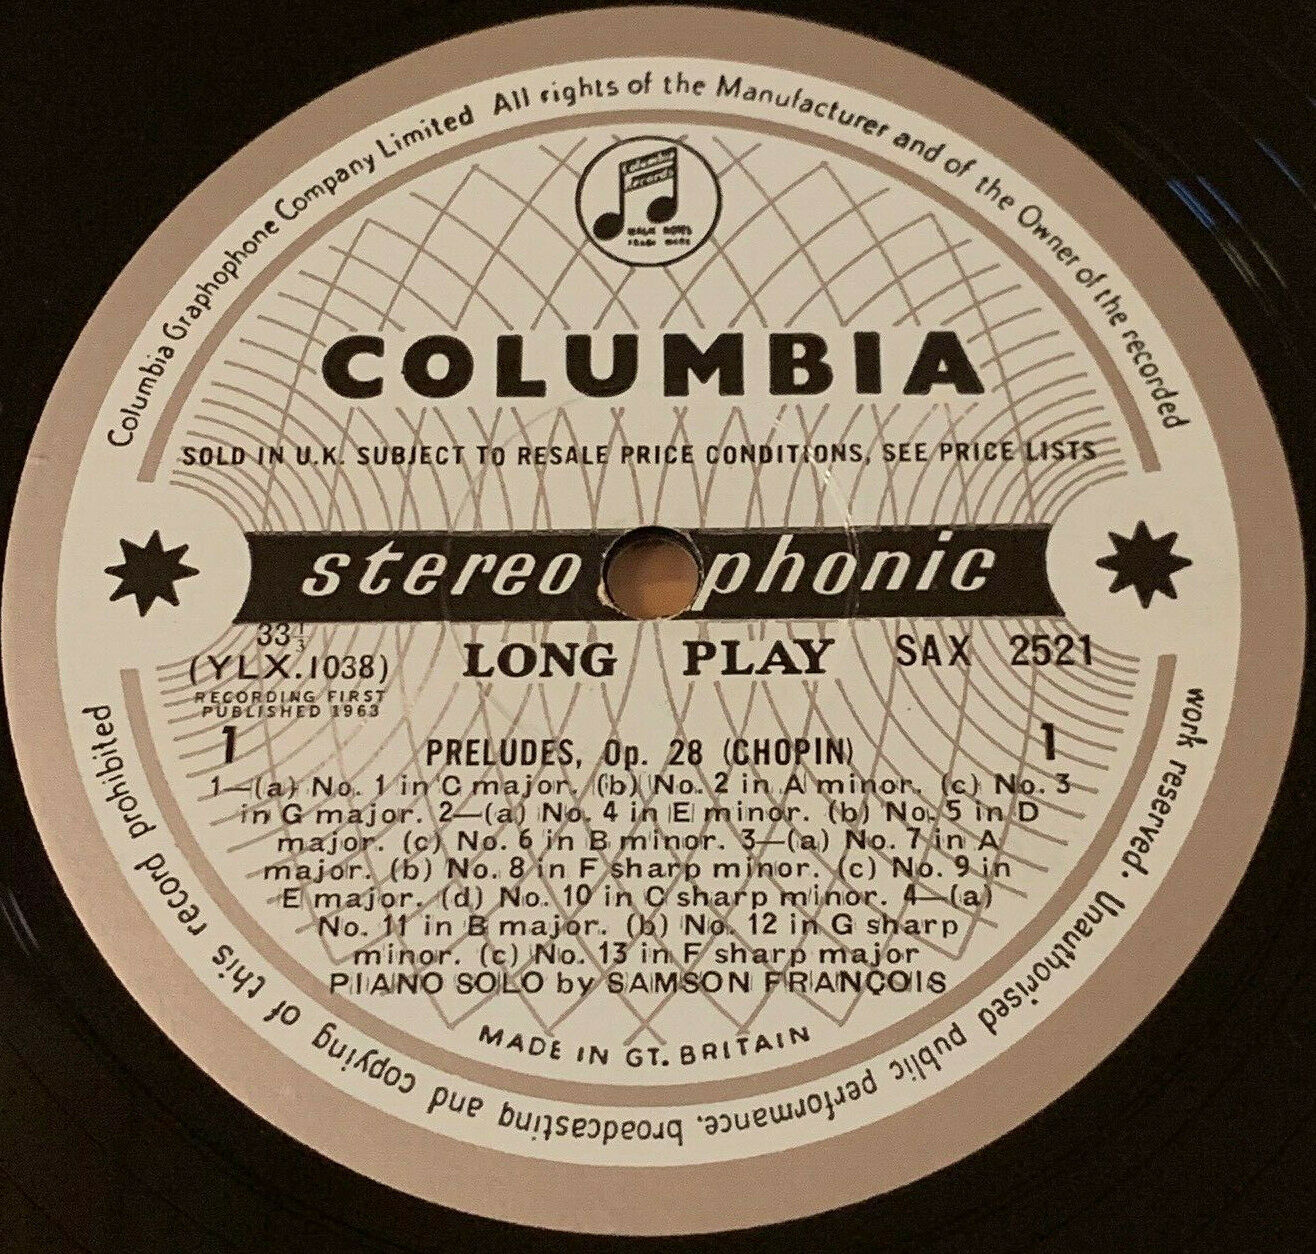 Columbia Graphophone Company Limited All rights of the Manufacturer and of the Owner of the recorded
work reserved. Unauthorised public performance, broadcasting and copying of this record prohibited
Columbia
Records
MAGIC NOTES
TRADE MARK
COLUMBIA
SOLD IN U.K. SUBJECT TO RESALE PRICE CONDITIONS, SEE PRICE LISTS
stereo phonic
33⅓
(YLX.1038)
RECORDING FIRST
PUBLISHED 1963
LONG PLAY
SAX 2521
1
PRELUDES, Op. 28 (CHOPIN)
1
1—(a) No. 1 in C major. (b) No. 2 in A minor. (c) No. 3
in G major. 2—(a) No. 4 in E minor. (b) No. 5 in D
major. (c) No. 6 in B minor. 3—(a) No. 7 in A
major. (b) No. 8 in F sharp minor. (c) No. 9 in
E major. (d) No. 10 in C sharp minor. 4—(a)
No. 11 in B major. (b) No. 12 in G sharp
minor. (c) No. 13 in F sharp major
PIANO SOLO by SAMSON FRANÇOIS
MADE IN GT. BRITAIN